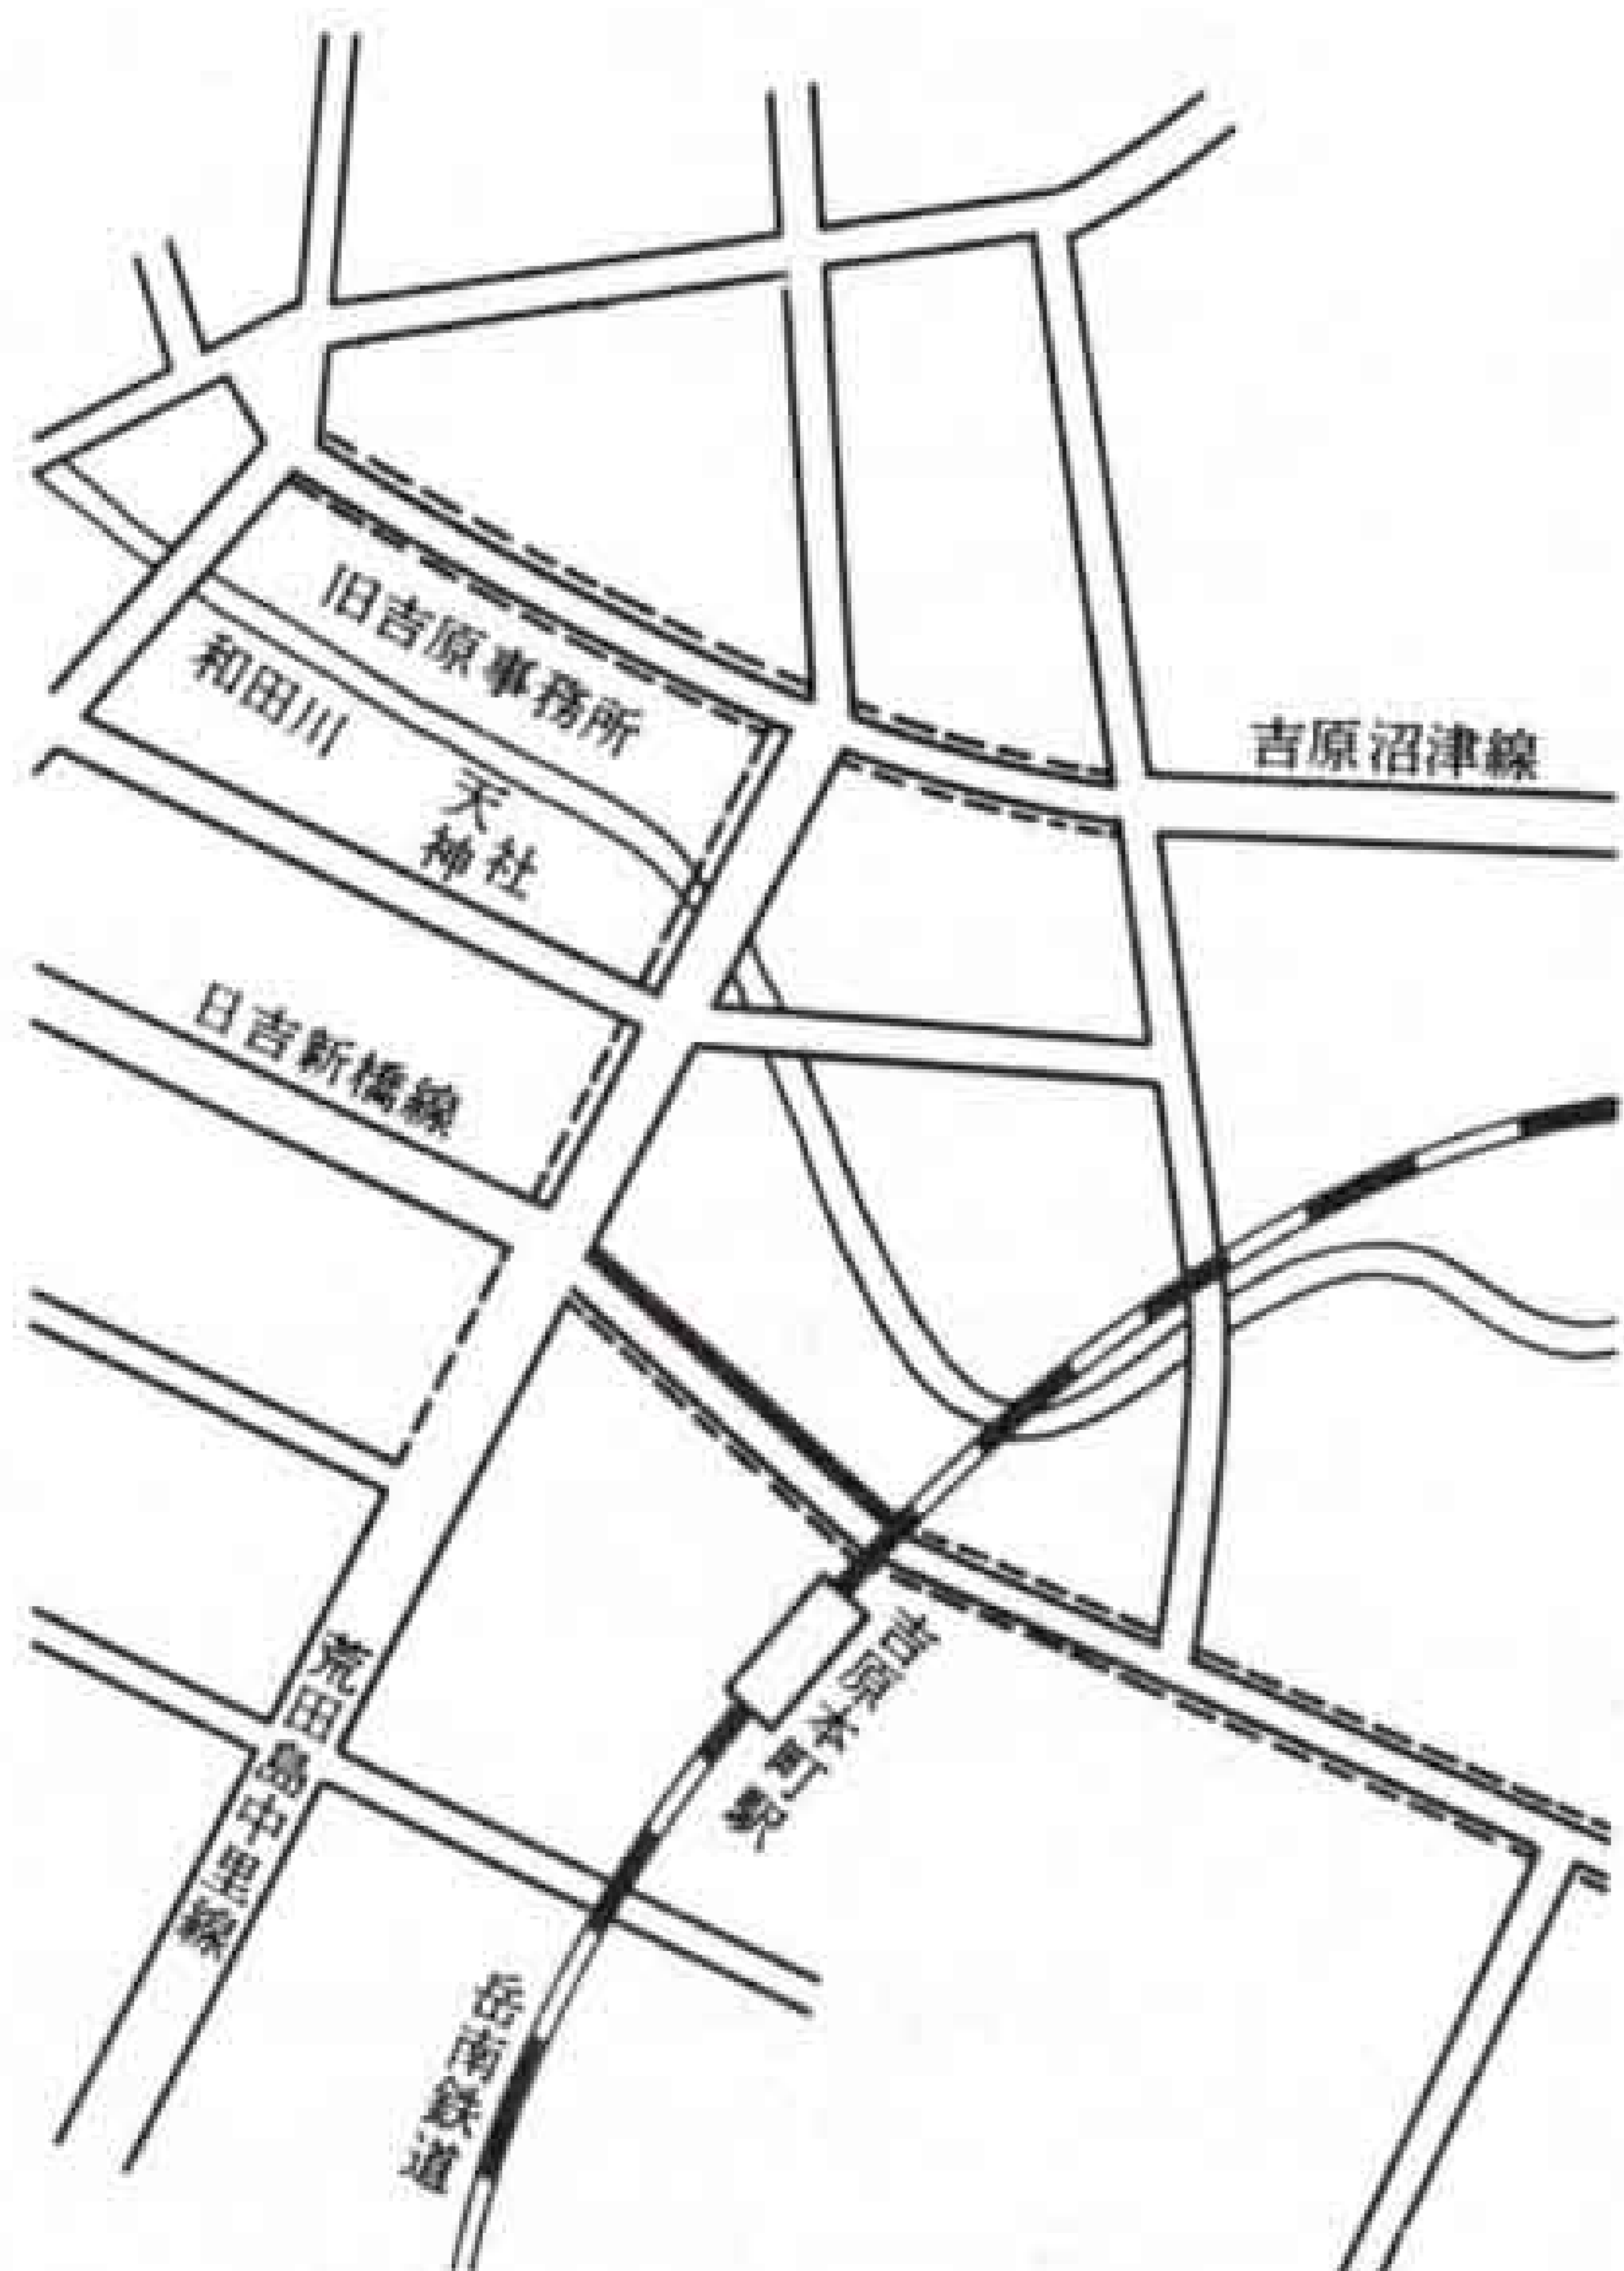 旧吉原事務所
和田川
天
神社
吉原沼津線
日吉新橋線
吉原本町駅
荒田島中里線
岳南鉄道